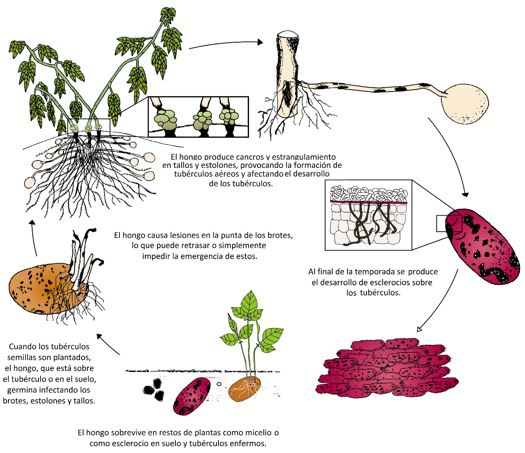 El hongo produce cancros y estrangulamiento
en tallos y estolones, provocando la formación de
tubérculos aéreos y afectando el desarrollo
de los tubérculos.
El hongo causa lesiones en la punta de los brotes,
lo que puede retrasar o simplemente
impedir la emergencia de estos.
Al final de la temporada se produce
el desarrollo de esclerocios sobre
los tubérculos.
Cuando los tubérculos
semillas son plantados,
el hongo, que está sobre
el tubérculo o en el suelo,
germina infectando los
brotes, estolones y tallos.
El hongo sobrevive en restos de plantas como micelio o
como esclerocio en suelo y tubérculos enfermos.